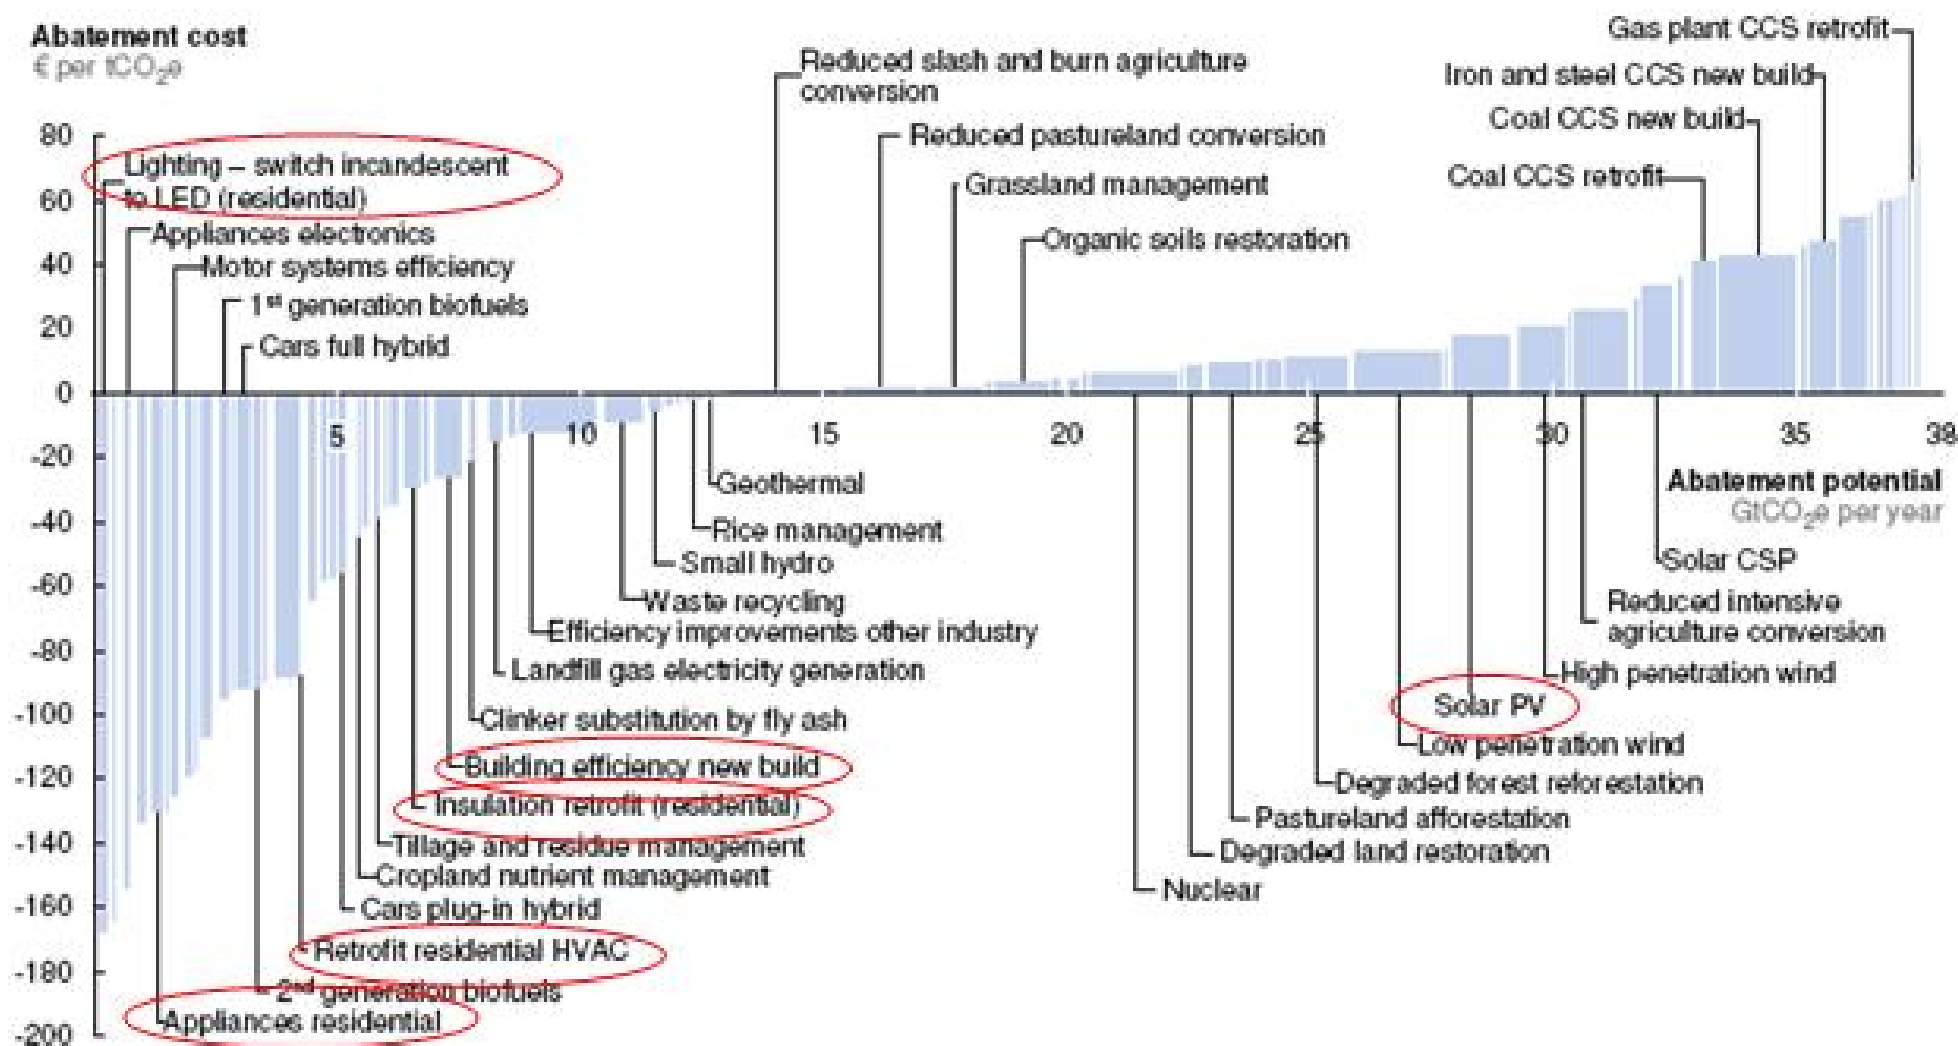 Abatement cost
€ per tCO₂e
Gas plant CCS retrofit
Reduced slash and burn agriculture
conversion
Iron and steel CCS new build
Coal CCS new build
Reduced pastureland conversion
Coal CCS retrofit
Grassland management
Organic soils restoration
80
60
40
20
0
-20
-40
-60
-80
-100
-120
-140
-160
-180
-200
Lighting – switch incandescent
to LED (residential)
Appliances electronics
Motor systems efficiency
1st generation biofuels
Cars full hybrid
5 10 15 20 25 30 35 38
Abatement potential
GtCO₂e per year
Geothermal
Rice management
Small hydro
Waste recycling
Efficiency improvements other industry
Landfill gas electricity generation
Clinker substitution by fly ash
Building efficiency new build
Insulation retrofit (residential)
Tillage and residue management
Cropland nutrient management
Cars plug-in hybrid
Retrofit residential HVAC
2nd generation biofuels
Appliances residential
Solar CSP
Reduced intensive
agriculture conversion
High penetration wind
Solar PV
Low penetration wind
Degraded forest reforestation
Pastureland afforestation
Degraded land restoration
Nuclear